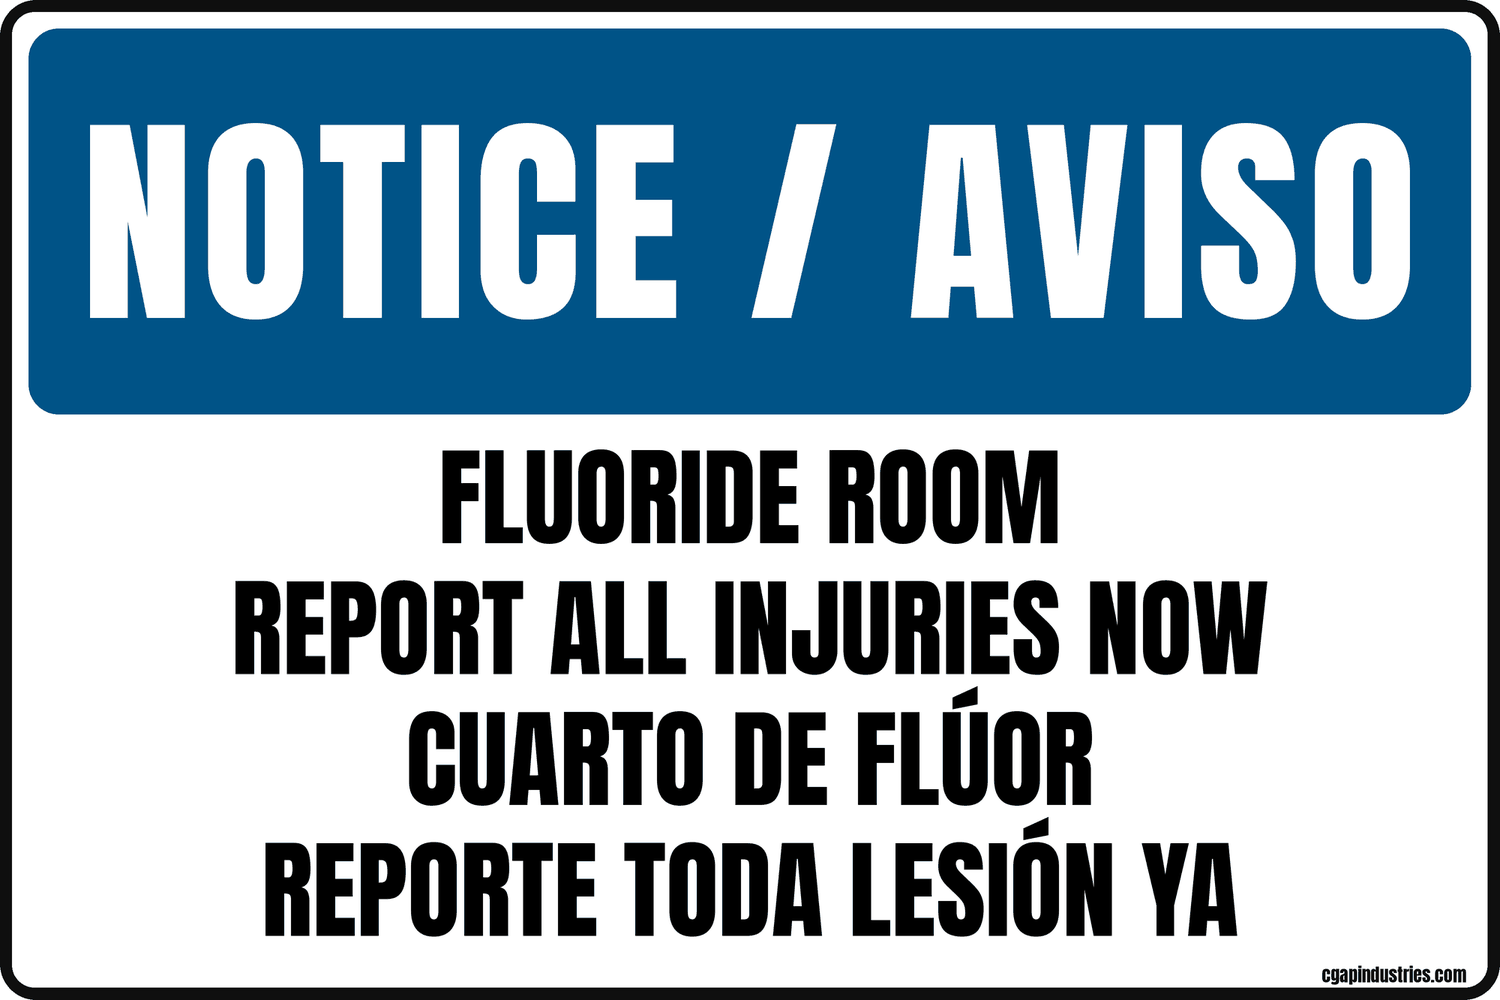 NOTICE / AVISO
FLUORIDE ROOM
REPORT ALL INJURIES NOW
CUARTO DE FLÚOR
REPORTE TODA LESIÓN YA
cgapindustries.com